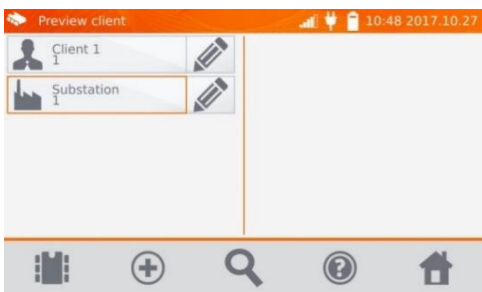 Preview client
10:48 2017.10.27
Client 1
1
Substation
1
?